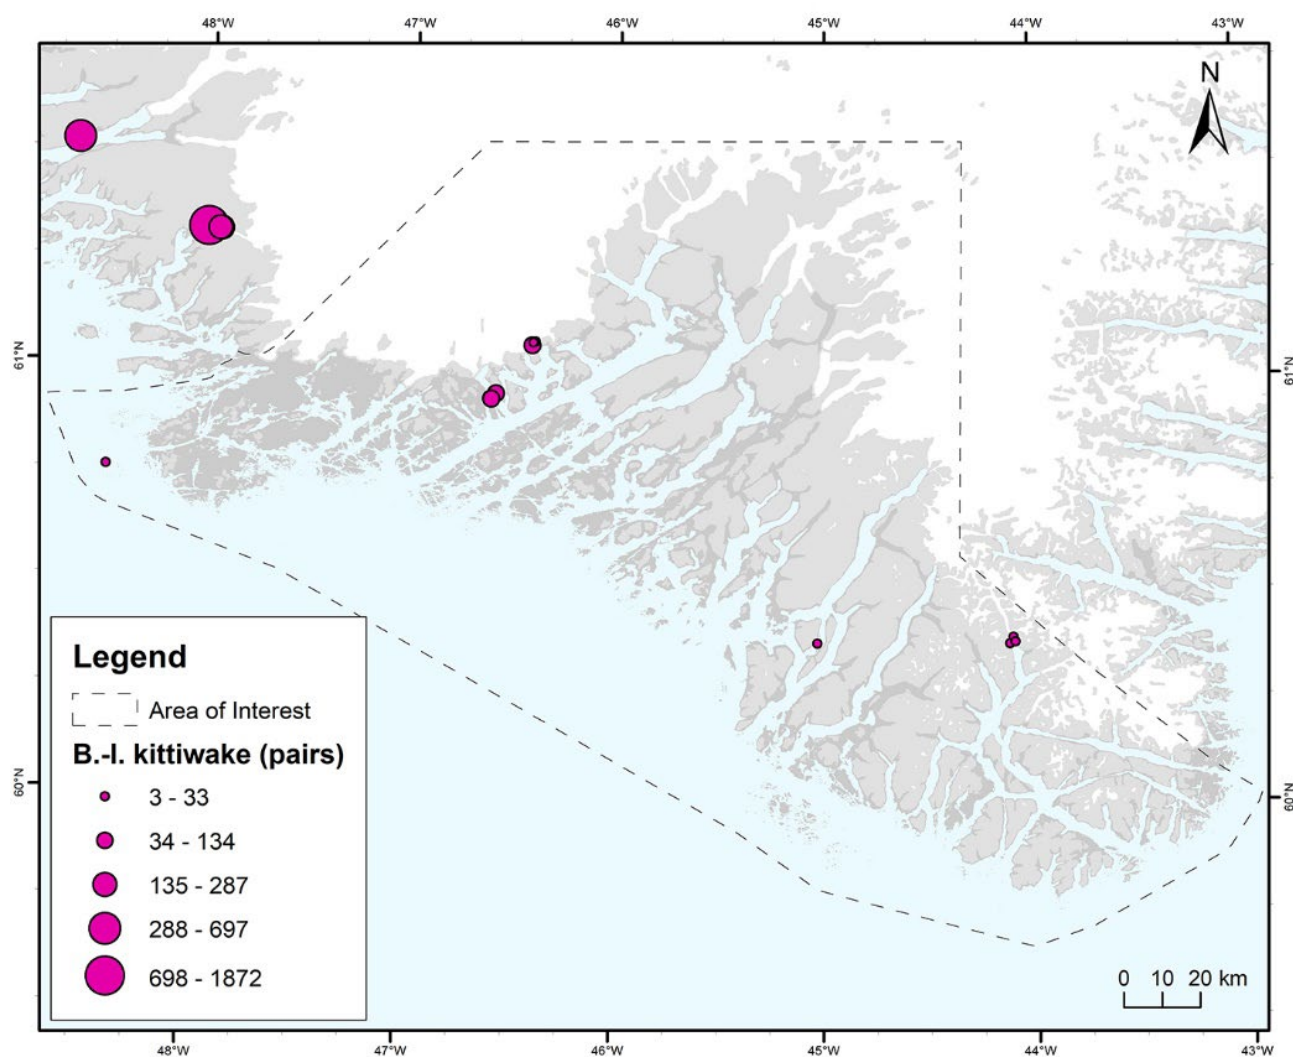 48°W 47°W 46°W 45°W 44°W 43°W
N
61°N
61°N
Legend
Area of Interest
B.-l. kittiwake (pairs)
3 - 33
34 - 134
135 - 287
288 - 697
698 - 1872
60°N
60°N
0 10 20 km
48°W 47°W 46°W 45°W 44°W 43°W